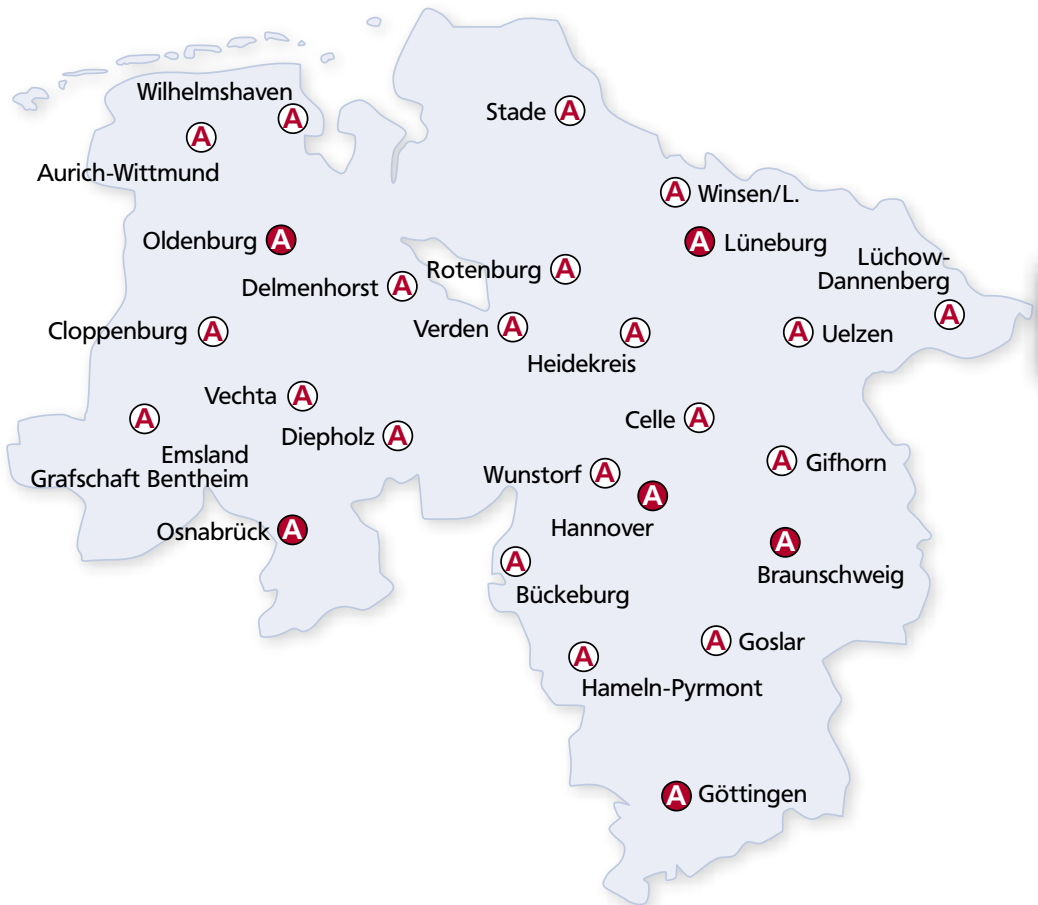 Wilhelmshaven A
Stade A
A
Aurich-Wittmund
A Winsen/L.
Oldenburg A
A Lüneburg
Lüchow-
Dannenberg
A
Rotenburg A
Delmenhorst A
Cloppenburg A
Verden A
A
Heidekreis
A Uelzen
Vechta A
A
Emsland
Grafschaft Bentheim
Diepholz A
Celle A
Wunstorf A
A Gifhorn
A
Hannover
Osnabrück A
A
Braunschweig
A
Bückeburg
A Goslar
A
Hameln-Pyrmont
A Göttingen